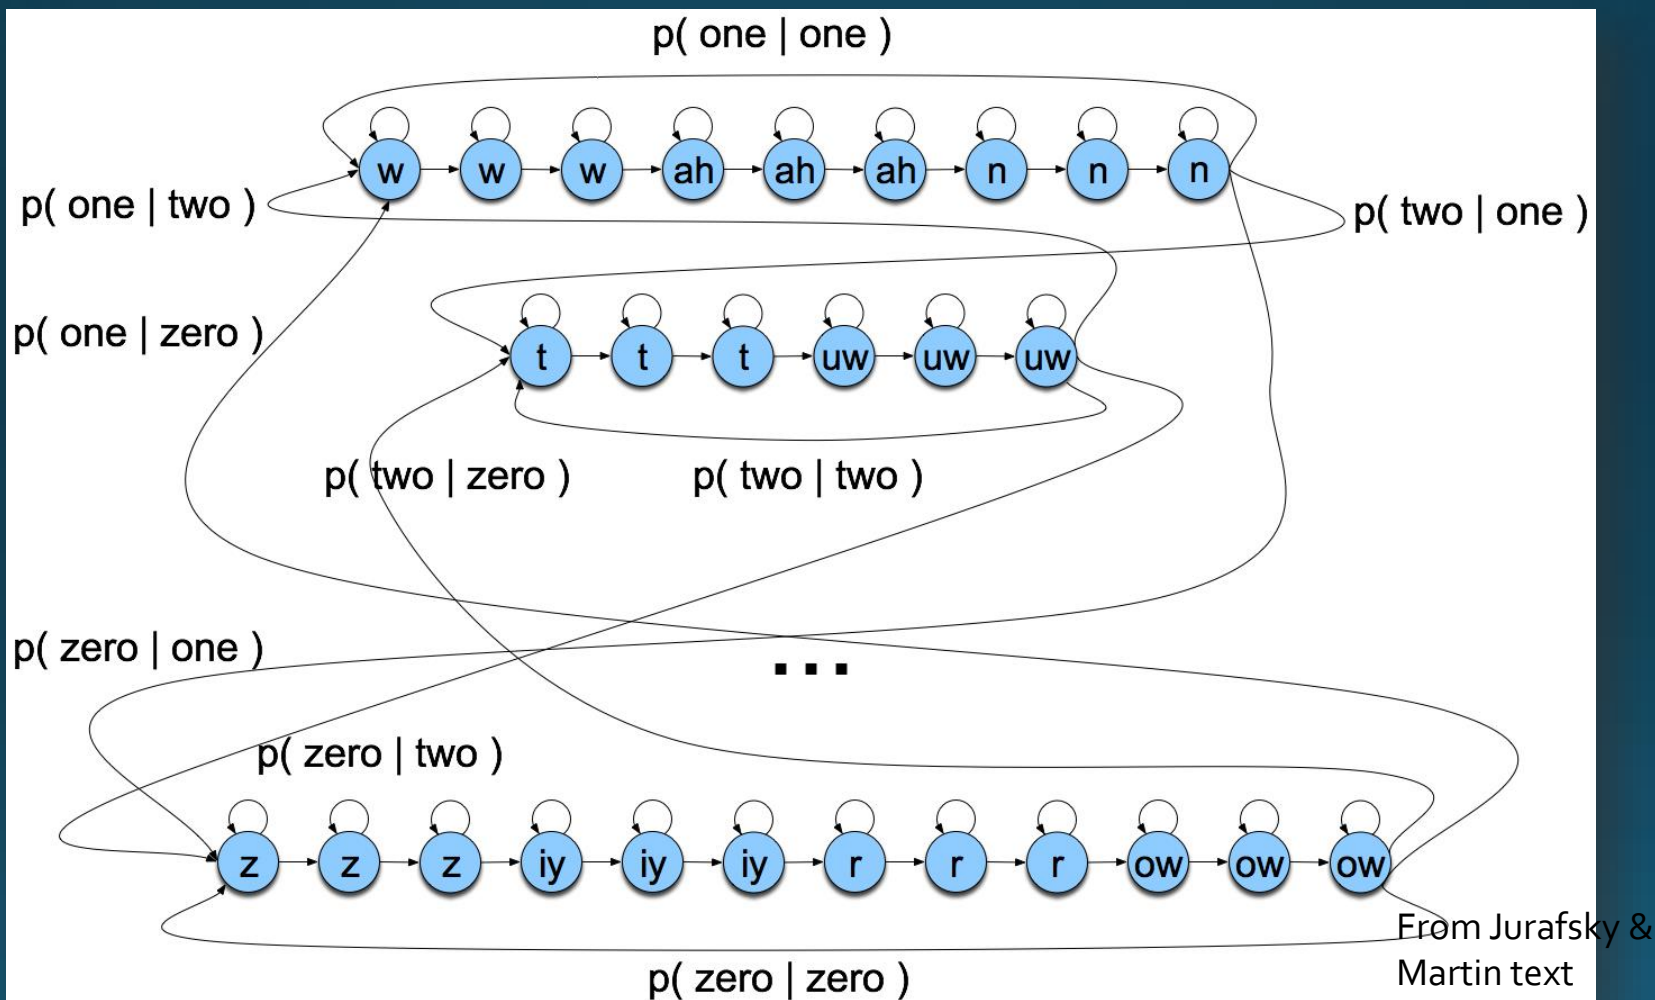 p( one | one )
w w w ah ah ah n n n
p( one | two )
p( two | one )
p( one | zero )
t t t uw uw uw
p( two | zero )
p( two | two )
p( zero | one )
...
p( zero | two )
z z z iy iy iy r r r ow ow ow
From Jurafsky &
Martin text
p( zero | zero )